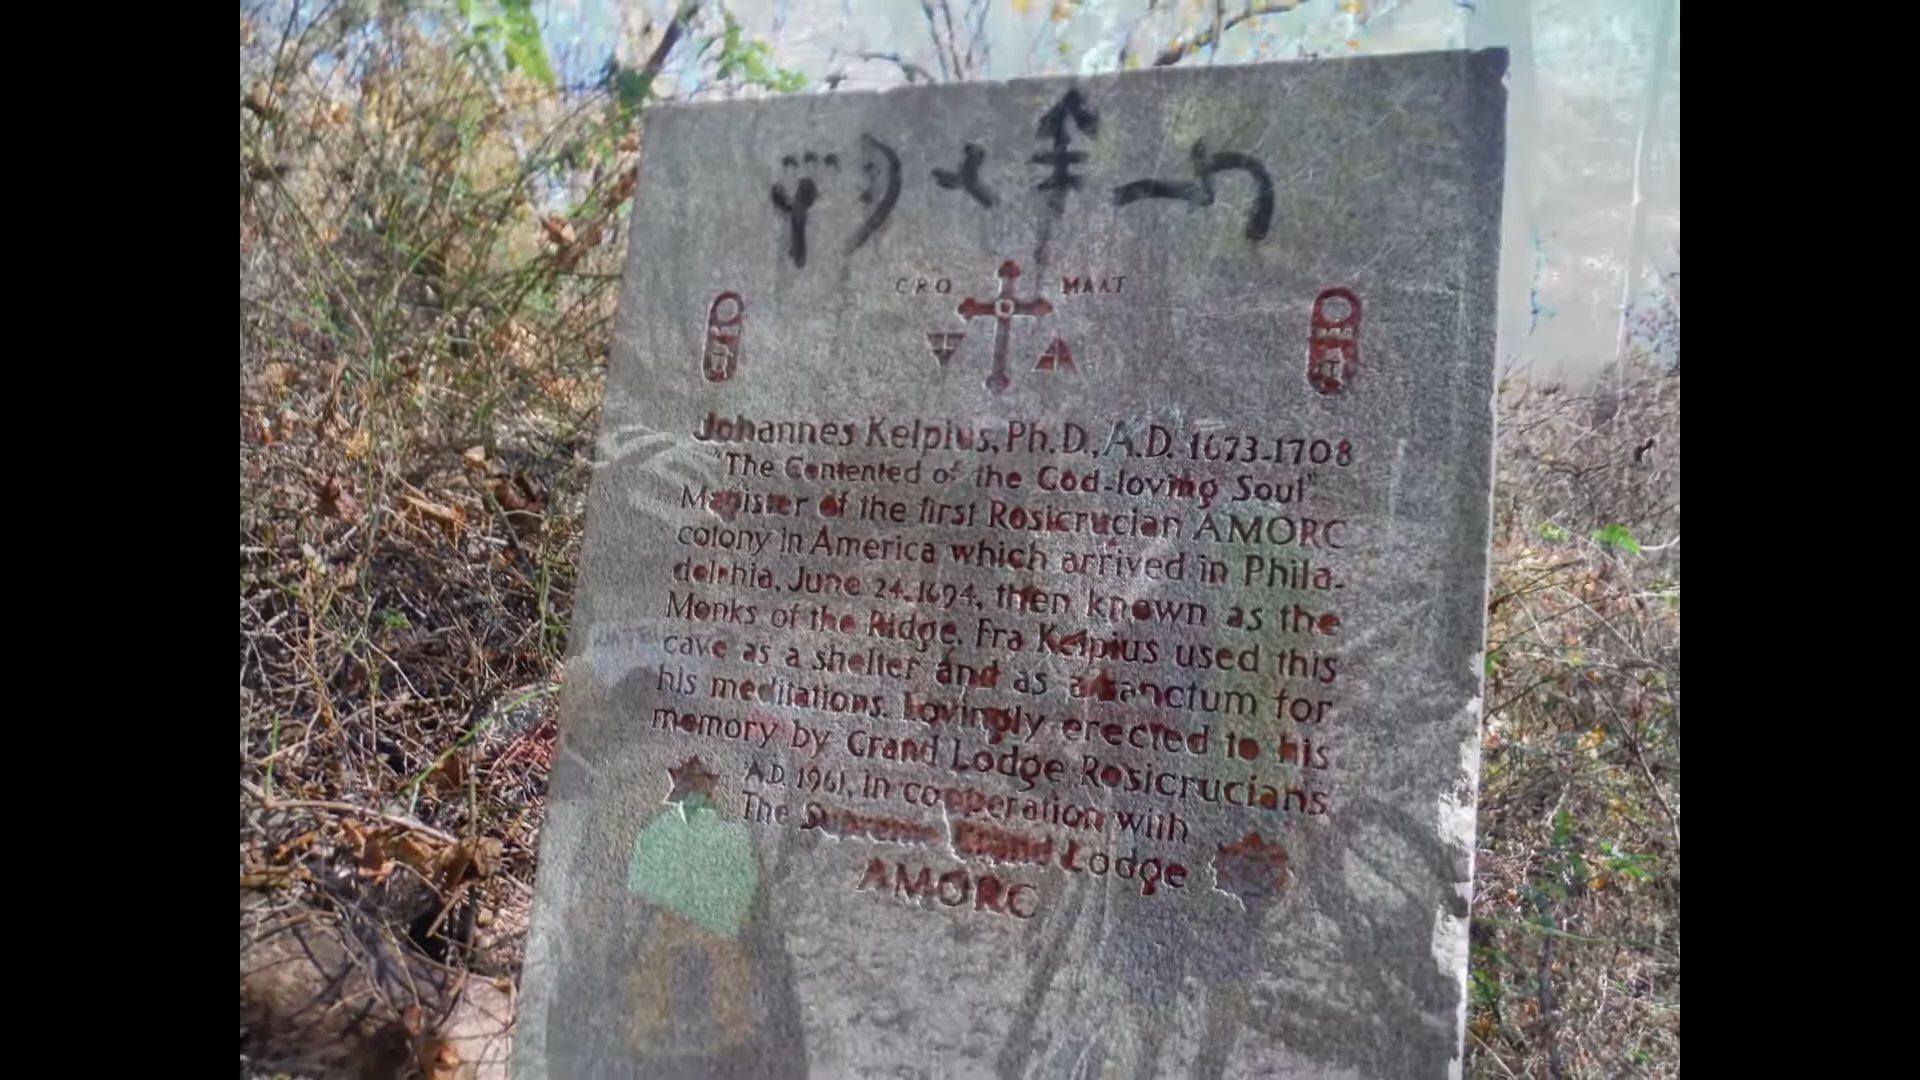 CRO MAAT
Johannes Kelpius, Ph.D., A.D. 1673-1708
"The Contented of the God-loving Soul"
Magister of the first Rosicrucian AMORC
colony in America which arrived in Phila-
delphia, June 24, 1694, then known as the
Monks of the Ridge. Fra Kelpius used this
cave as a shelter and as a sanctum for
his meditations. Lovingly erected to his
memory by Grand Lodge Rosicrucians
A.D. 1961, in cooperation with
The Supreme Grand Lodge
AMORC